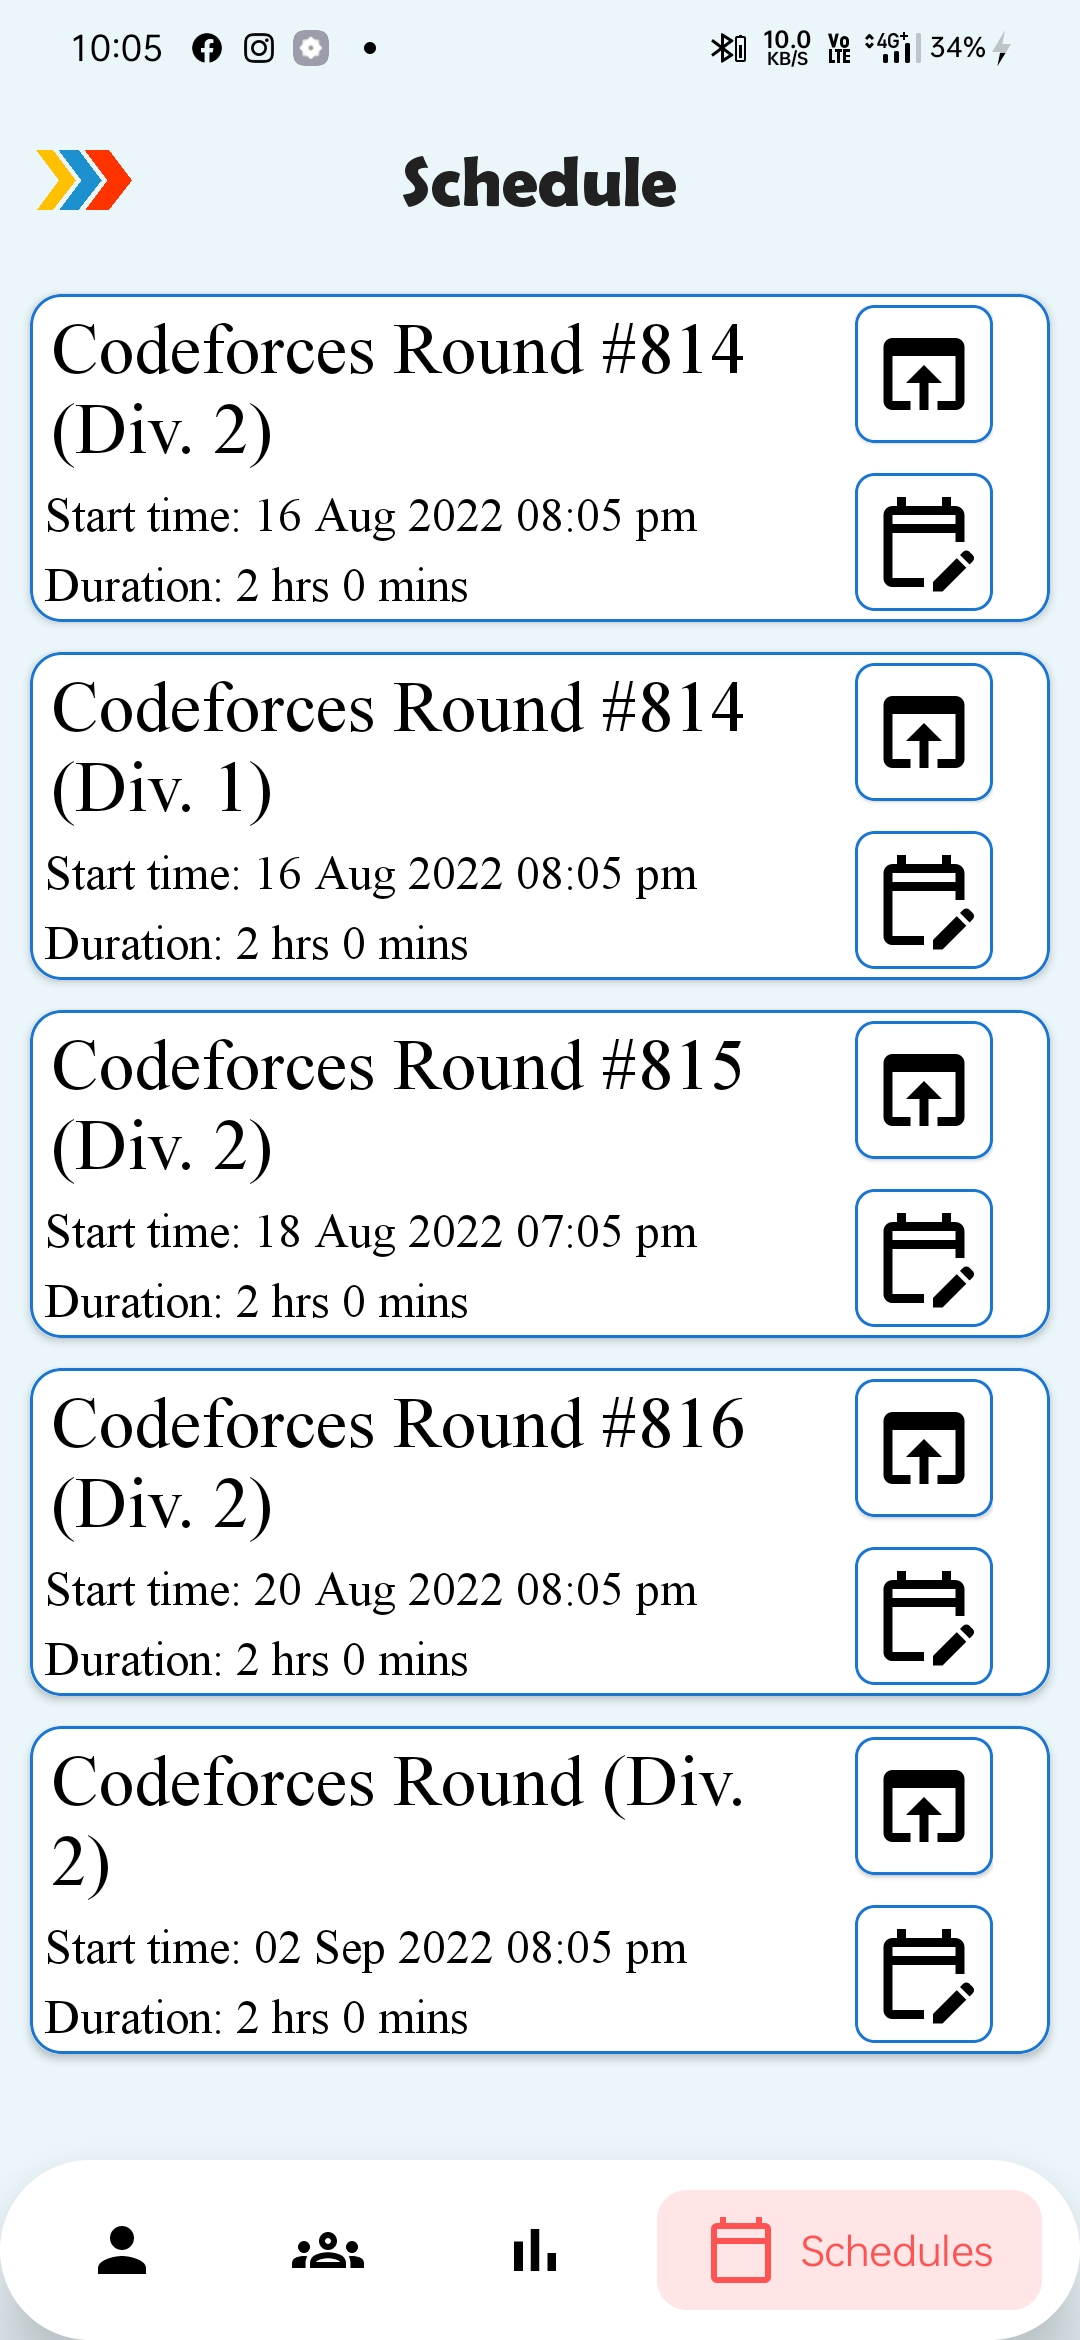 10:05 10.0 KB/S Vo LTE 4G+ 34%
Schedule
Codeforces Round #814
(Div. 2)
Start time: 16 Aug 2022 08:05 pm
Duration: 2 hrs 0 mins
Codeforces Round #814
(Div. 1)
Start time: 16 Aug 2022 08:05 pm
Duration: 2 hrs 0 mins
Codeforces Round #815
(Div. 2)
Start time: 18 Aug 2022 07:05 pm
Duration: 2 hrs 0 mins
Codeforces Round #816
(Div. 2)
Start time: 20 Aug 2022 08:05 pm
Duration: 2 hrs 0 mins
Codeforces Round (Div.
2)
Start time: 02 Sep 2022 08:05 pm
Duration: 2 hrs 0 mins
Schedules